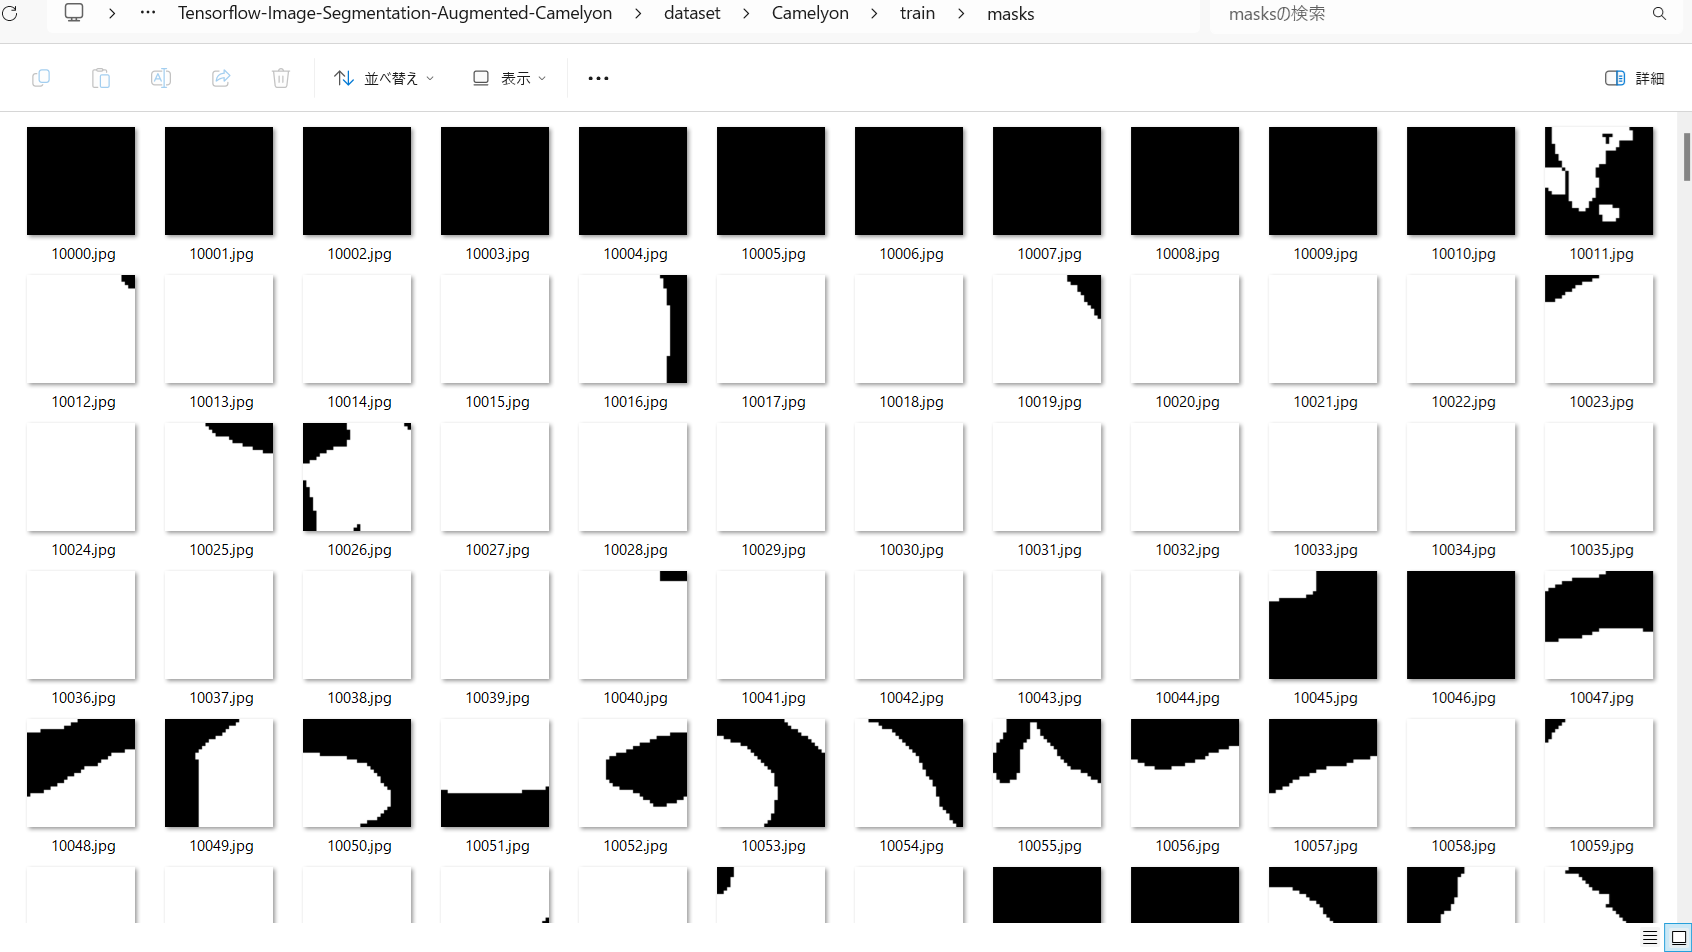 Tensorflow-Image-Segmentation-Augmented-Camelyon > dataset > Camelyon > train > masks masksの検索
並べ替え 表示 詳細
10000.jpg 10001.jpg 10002.jpg 10003.jpg 10004.jpg 10005.jpg 10006.jpg 10007.jpg 10008.jpg 10009.jpg 10010.jpg 10011.jpg
10012.jpg 10013.jpg 10014.jpg 10015.jpg 10016.jpg 10017.jpg 10018.jpg 10019.jpg 10020.jpg 10021.jpg 10022.jpg 10023.jpg
10024.jpg 10025.jpg 10026.jpg 10027.jpg 10028.jpg 10029.jpg 10030.jpg 10031.jpg 10032.jpg 10033.jpg 10034.jpg 10035.jpg
10036.jpg 10037.jpg 10038.jpg 10039.jpg 10040.jpg 10041.jpg 10042.jpg 10043.jpg 10044.jpg 10045.jpg 10046.jpg 10047.jpg
10048.jpg 10049.jpg 10050.jpg 10051.jpg 10052.jpg 10053.jpg 10054.jpg 10055.jpg 10056.jpg 10057.jpg 10058.jpg 10059.jpg